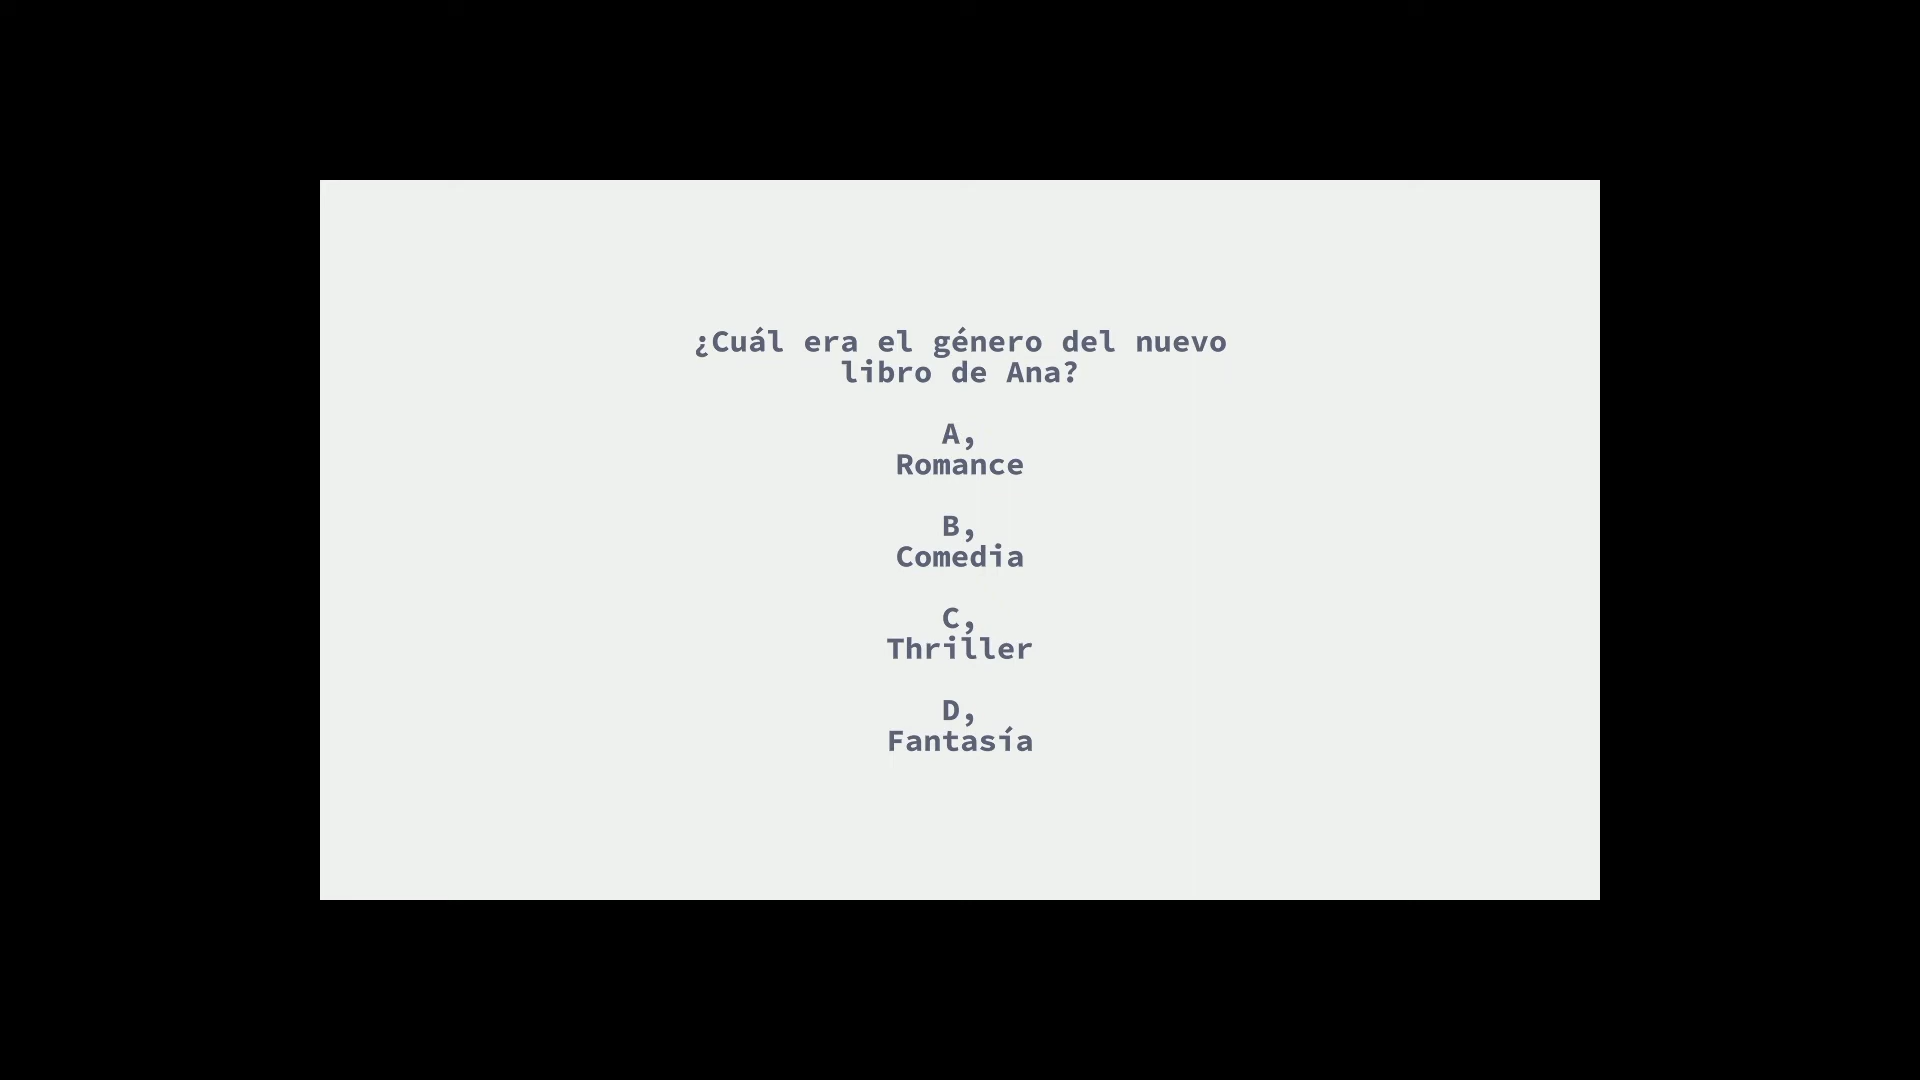 ¿Cuál era el género del nuevo
libro de Ana?
A,
Romance
B,
Comedia
C,
Thriller
D,
Fantasía